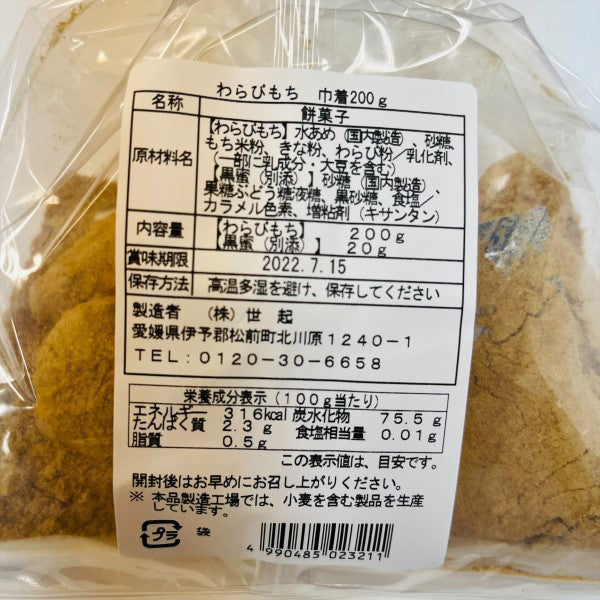 わらびもち 巾着200g
名称 餅菓子
原材料名 【わらびもち】水あめ（国内製造）、砂糖、
もち米粉、きな粉、わらび粉／乳化剤、
（一部に乳成分・大豆を含む）
【黒蜜（別添）】砂糖（国内製造）、
果糖ぶどう糖液糖、黒砂糖、食塩／
カラメル色素、増粘剤（キサンタン）
内容量 【わらびもち】 200g
【黒蜜（別添）】 20g
賞味期限 2022.7.15
保存方法 高温多湿を避け、保存してください
製造者 （株）世起
愛媛県伊予郡松前町北川原1240-1
TEL:0120-30-6658
栄養成分表示（100g当たり）
エネルギー 316kcal 炭水化物 75.5g
たんぱく質 2.3g 食塩相当量 0.01g
脂質 0.5g
この表示値は、目安です。
開封後はお早めにお召し上がりください。
※ 本品製造工場では、小麦を含む製品を生産
しています。
プラ 袋
4 990485 023211